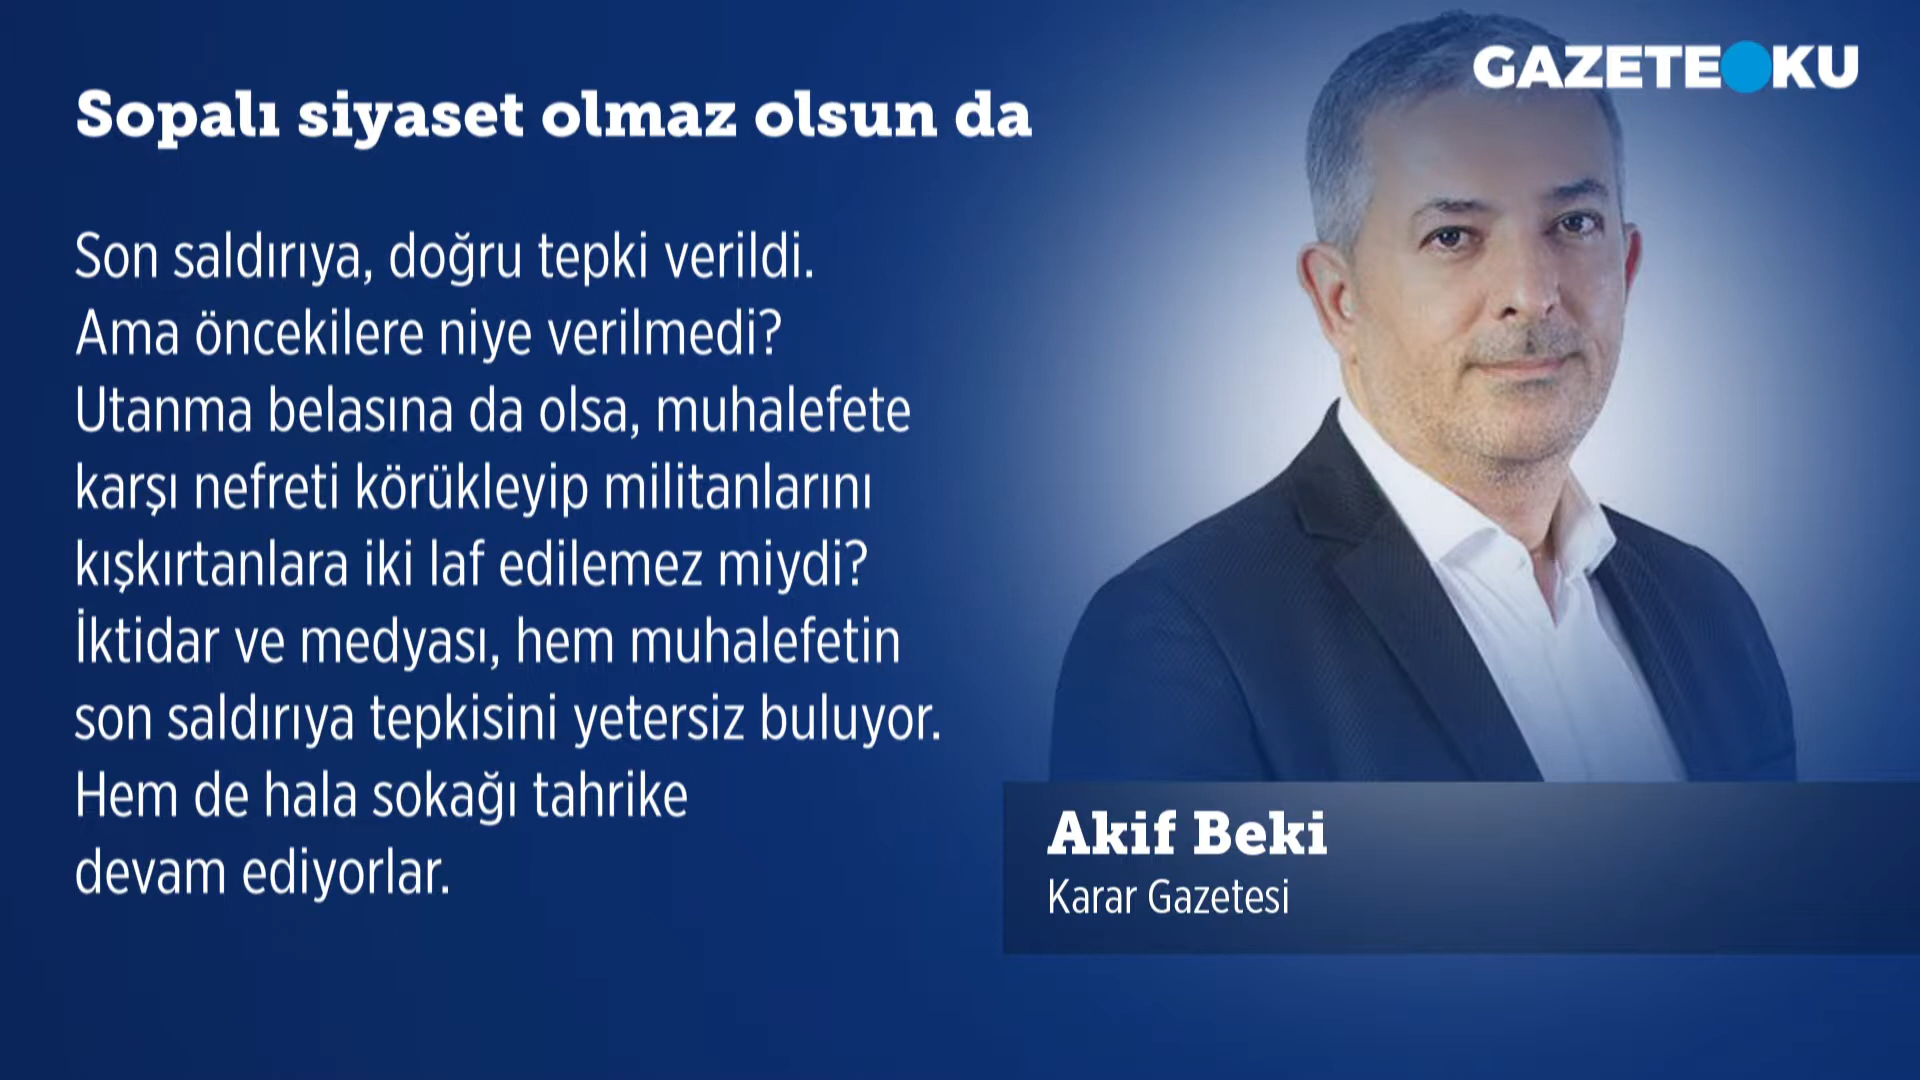 GAZETE KU
Sopalı siyaset olmaz olsun da
Son saldırıya, doğru tepki verildi.
Ama öncekilere niye verilmedi?
Utanma belasına da olsa, muhalefete
karşı nefreti körükleyip militanlarını
kışkırtanlara iki laf edilemez miydi?
İktidar ve medyası, hem muhalefetin
son saldırıya tepkisini yetersiz buluyor.
Hem de hala sokağı tahrike
devam ediyorlar.
Akif Beki
Karar Gazetesi